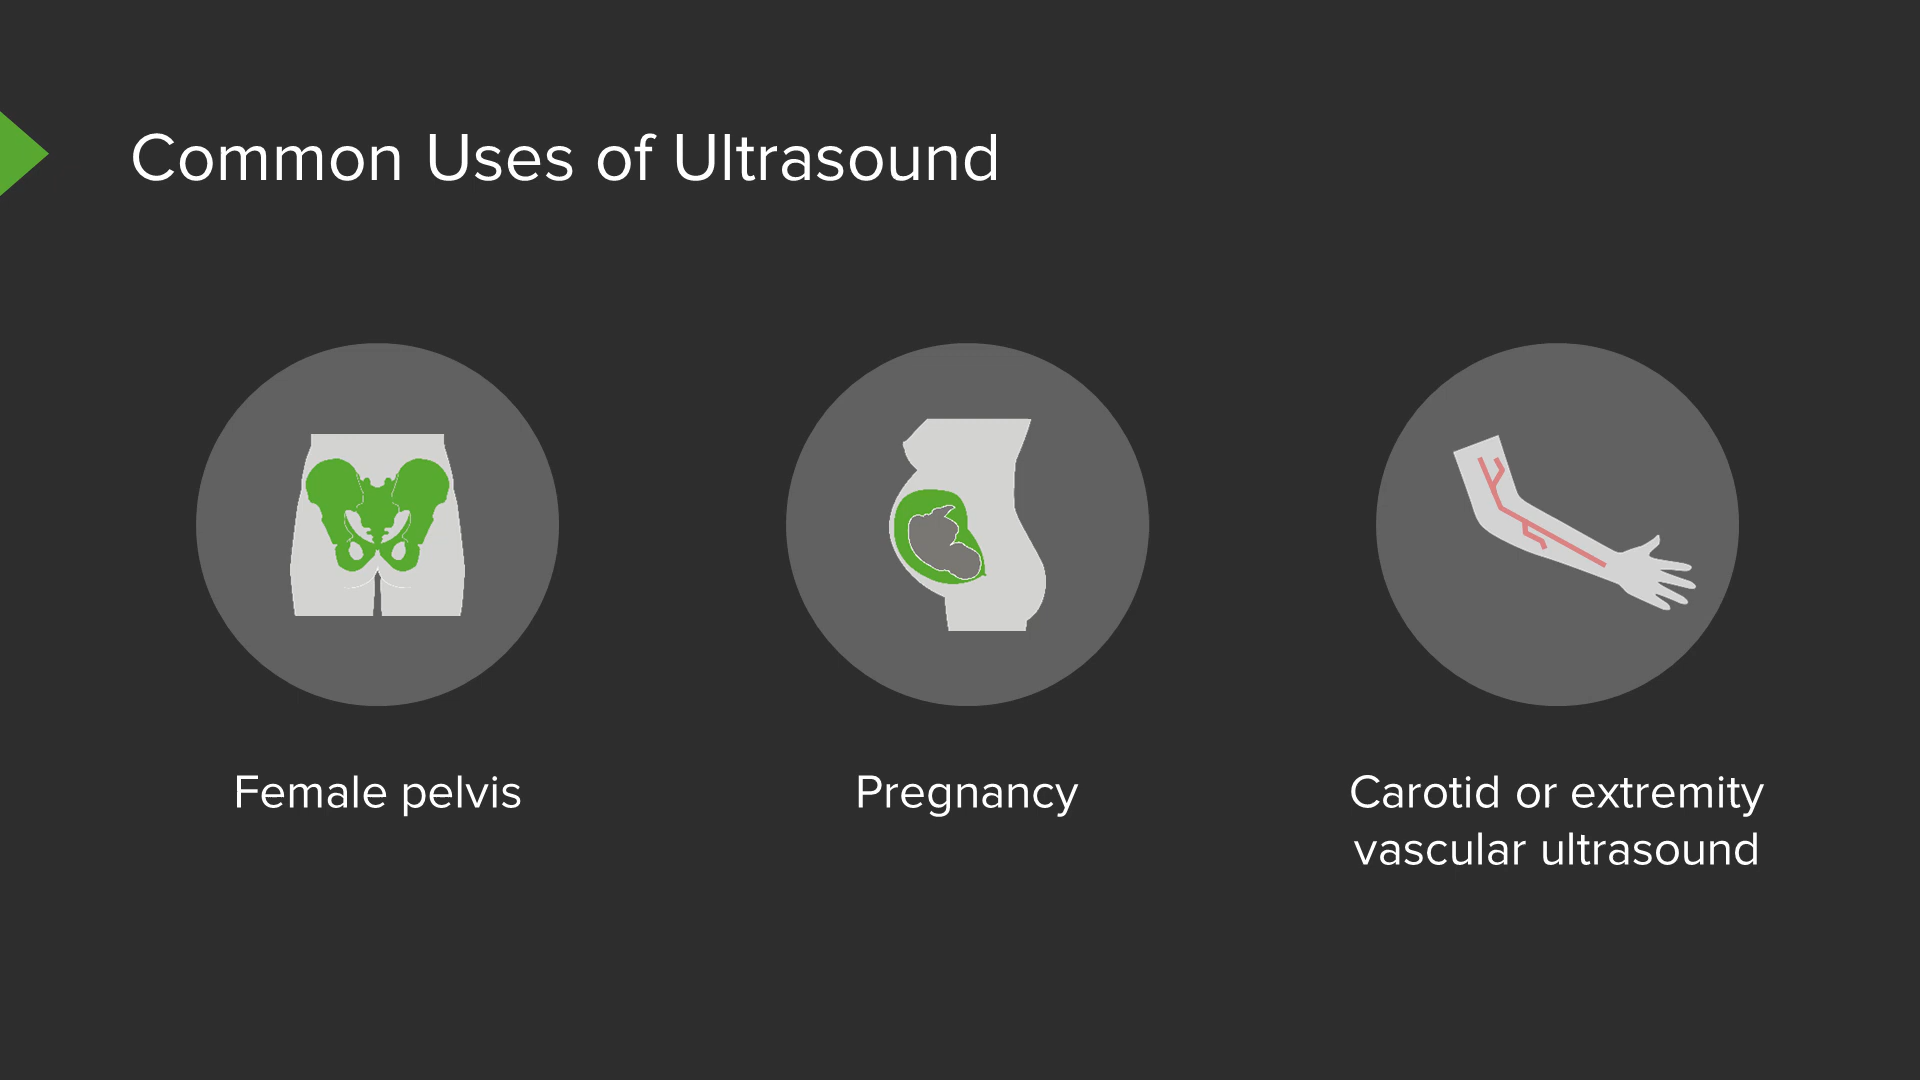 Common Uses of Ultrasound
Female pelvis
Pregnancy
Carotid or extremity
vascular ultrasound